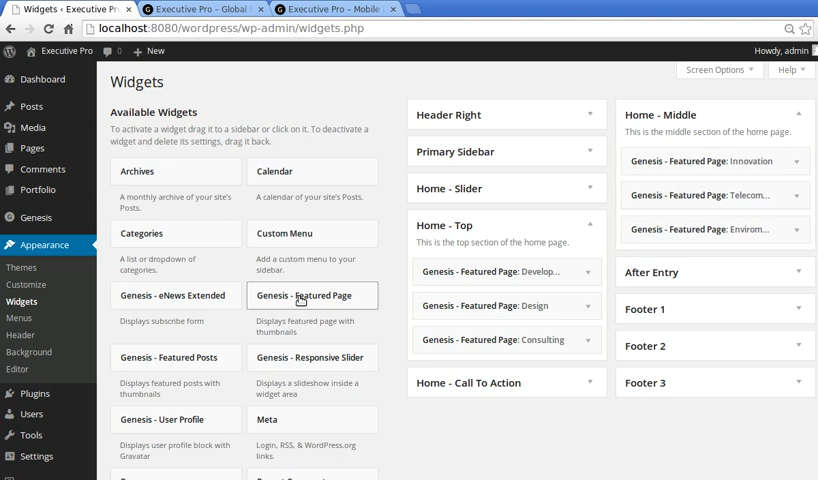 Widgets ‹ Executive Pro
Executive Pro – Global
Executive Pro – Mobile
localhost:8080/wordpress/wp-admin/widgets.php
Executive Pro
0
New
Howdy, admin
Dashboard
Posts
Media
Pages
Comments
Portfolio
Genesis
Appearance
Themes
Customize
Widgets
Menus
Header
Background
Editor
Plugins
Users
Tools
Settings
Screen Options
Help
Widgets
Available Widgets
To activate a widget drag it to a sidebar or click on it. To deactivate a
widget and delete its settings, drag it back.
Archives
A monthly archive of your site's
Posts.
Calendar
A calendar of your site's Posts.
Categories
A list or dropdown of
categories.
Custom Menu
Add a custom menu to your
sidebar.
Genesis - eNews Extended
Displays subscribe form
Genesis - Featured Page
Displays featured page with
thumbnails
Genesis - Featured Posts
Displays featured posts with
thumbnails
Genesis - Responsive Slider
Displays a slideshow inside a
widget area
Genesis - User Profile
Displays user profile block with
Gravatar
Meta
Login, RSS, & WordPress.org
links.
Header Right
Primary Sidebar
Home - Slider
Home - Top
This is the top section of the home page.
Genesis - Featured Page: Develop...
Genesis - Featured Page: Design
Genesis - Featured Page: Consulting
Home - Call To Action
Home - Middle
This is the middle section of the home page.
Genesis - Featured Page: Innovation
Genesis - Featured Page: Telecom...
Genesis - Featured Page: Envirom...
After Entry
Footer 1
Footer 2
Footer 3